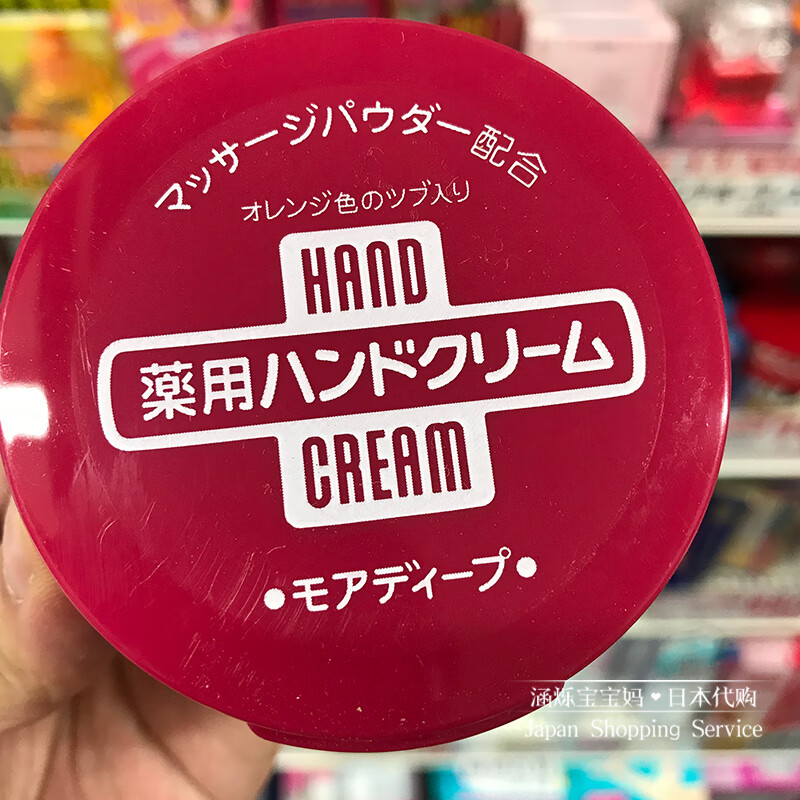 マッサージパウダー配合
オレンジ色のツブ入り
HAND
薬用ハンドクリーム
CREAM
•モアディープ•
涵烁宝宝妈❤日本代购
Japan Shopping Service